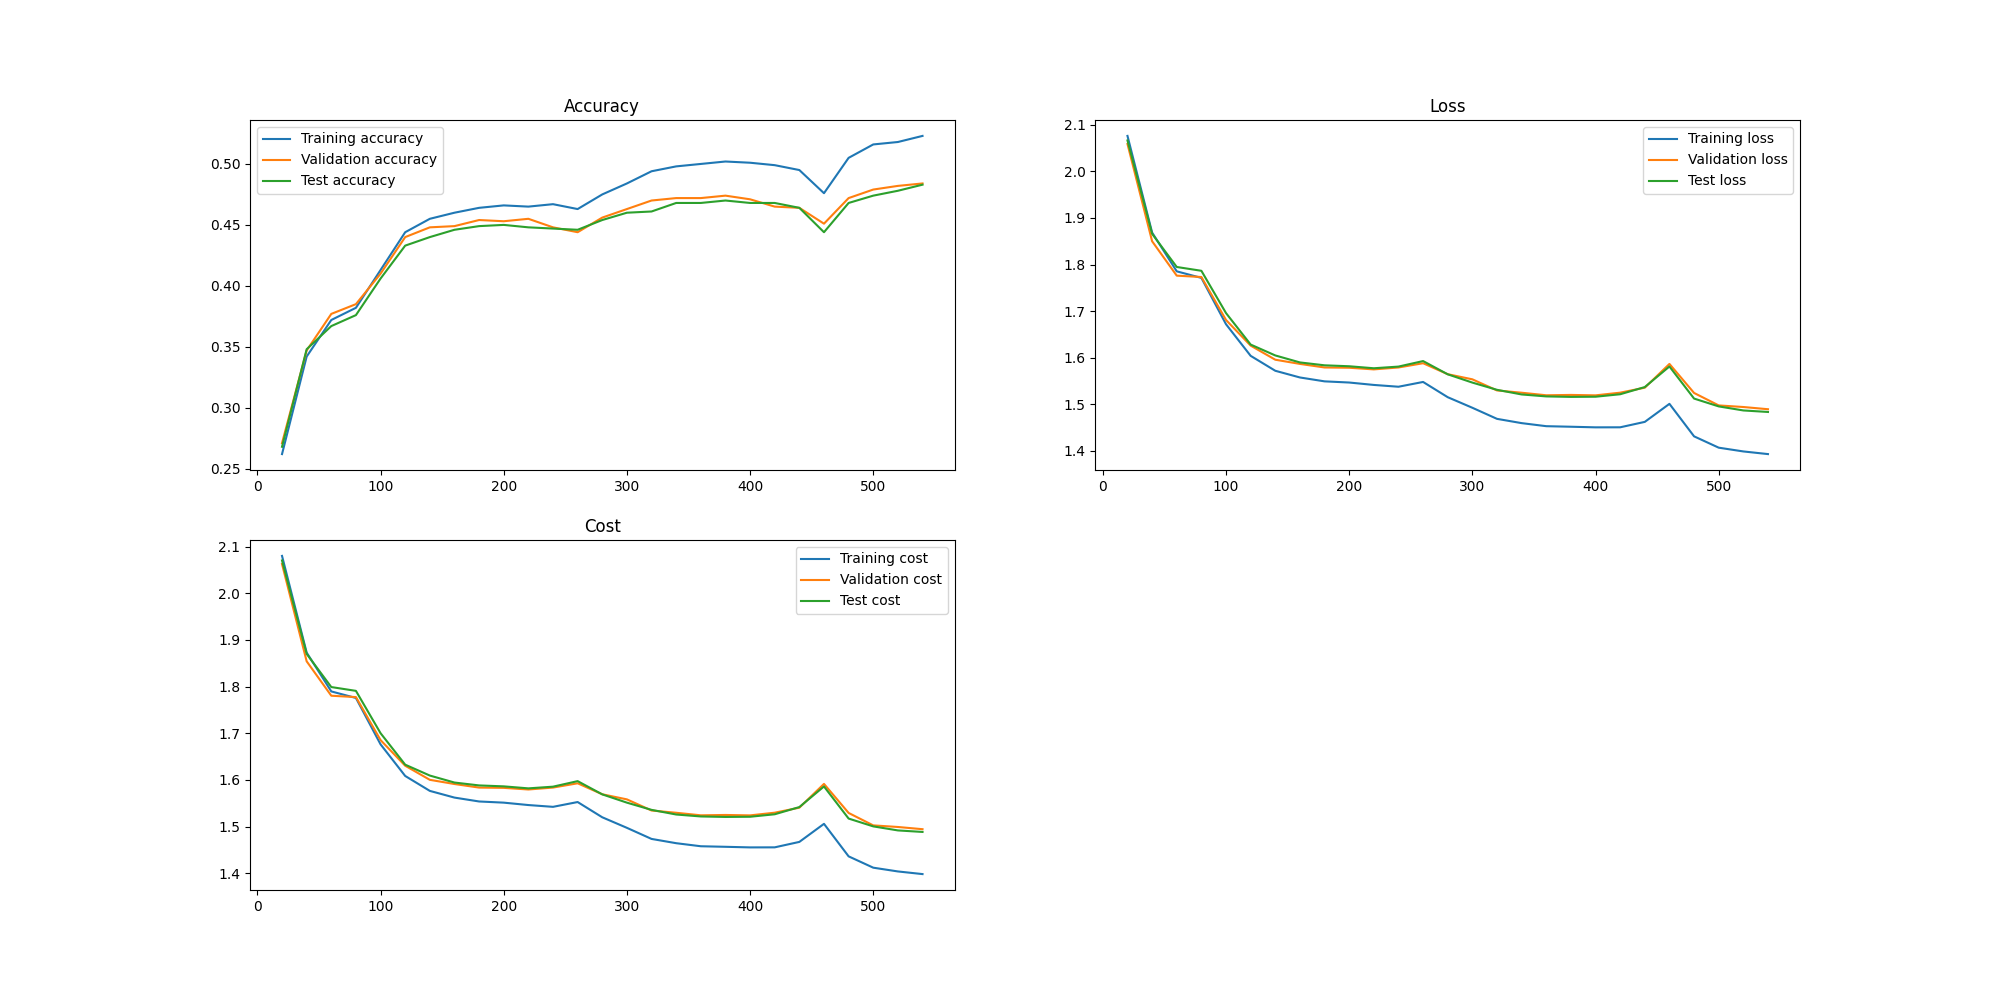 Accuracy
Training accuracy
Validation accuracy
Test accuracy
0.50
0.45
0.40
0.35
0.30
0.25
0 100 200 300 400 500
Loss
Training loss
Validation loss
Test loss
2.1
2.0
1.9
1.8
1.7
1.6
1.5
1.4
0 100 200 300 400 500
Cost
Training cost
Validation cost
Test cost
2.1
2.0
1.9
1.8
1.7
1.6
1.5
1.4
0 100 200 300 400 500